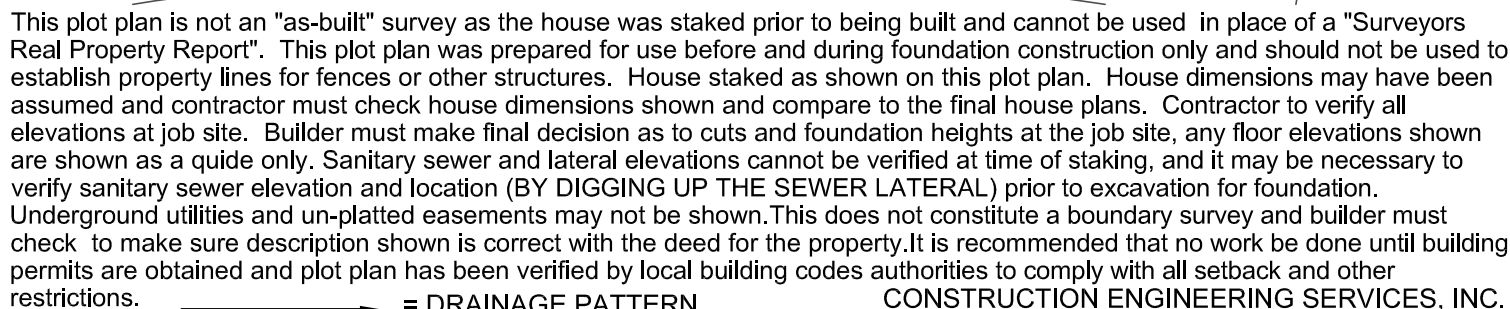 This plot plan is not an "as-built" survey as the house was staked prior to being built and cannot be used in place of a "Surveyors
Real Property Report". This plot plan was prepared for use before and during foundation construction only and should not be used to
establish property lines for fences or other structures. House staked as shown on this plot plan. House dimensions may have been
assumed and contractor must check house dimensions shown and compare to the final house plans. Contractor to verify all
elevations at job site. Builder must make final decision as to cuts and foundation heights at the job site, any floor elevations shown
are shown as a quide only. Sanitary sewer and lateral elevations cannot be verified at time of staking, and it may be necessary to
verify sanitary sewer elevation and location (BY DIGGING UP THE SEWER LATERAL) prior to excavation for foundation.
Underground utilities and un-platted easements may not be shown.This does not constitute a boundary survey and builder must
check to make sure description shown is correct with the deed for the property.It is recommended that no work be done until building
permits are obtained and plot plan has been verified by local building codes authorities to comply with all setback and other
restrictions. = DRAINAGE PATTERN CONSTRUCTION ENGINEERING SERVICES, INC.